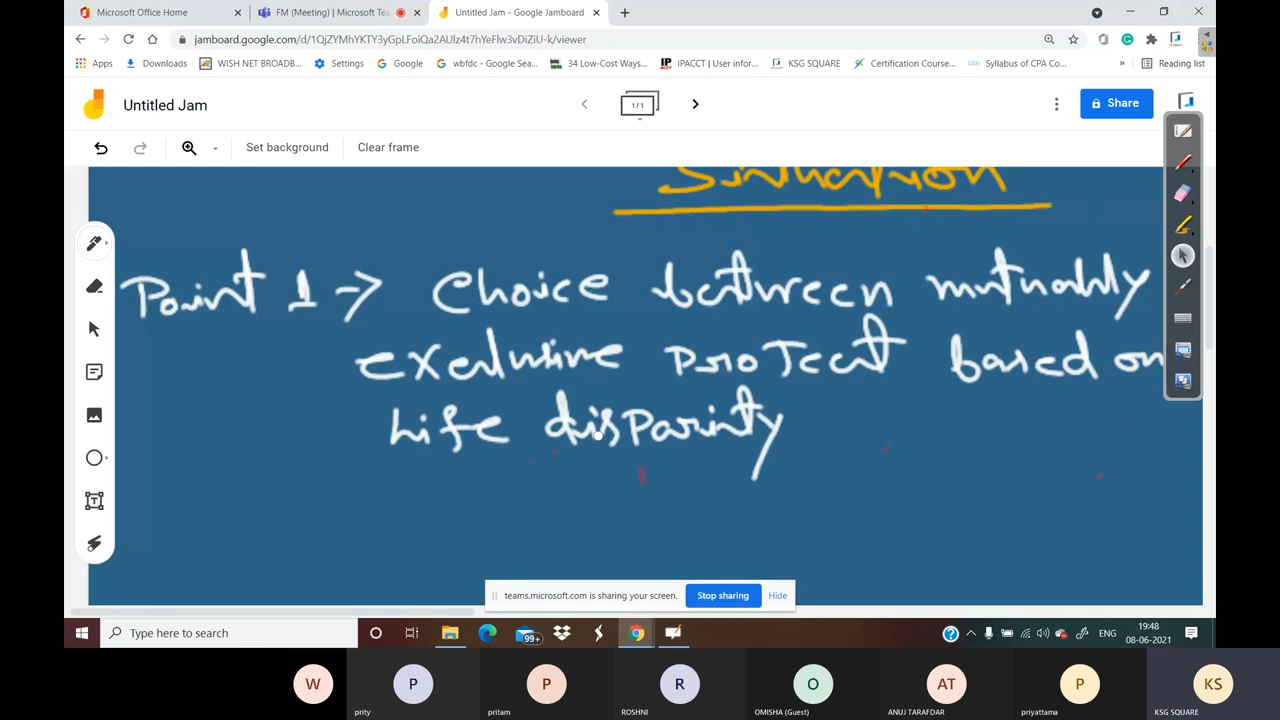 Microsoft Office Home
FM (Meeting) | Microsoft Tea
Untitled Jam - Google Jamboard
jamboard.google.com/d/1QjZYMhYKTY3yGpLFoiQa2AUlz4t7hYeFlw3vDiZiU-k/viewer
Apps Downloads WISH NET BROADB... Settings Google wbfdc - Google Sea... 34 Low-Cost Ways... IP IPACCT | User infor... KSG SQUARE Certification Course... Syllabus of CPA Co... » Reading list
Untitled Jam
1/1
Share
Set background Clear frame
Situation
Point 1 → Choice between mutually
exclusive Project based on
Life disparity
teams.microsoft.com is sharing your screen. Stop sharing Hide
Type here to search
99+
ENG
19:48
08-06-2021
W P P R O AT P KS
prity pritam ROSHNI OMISHA (Guest) ANUJ TARAFDAR priyattama KSG SQUARE